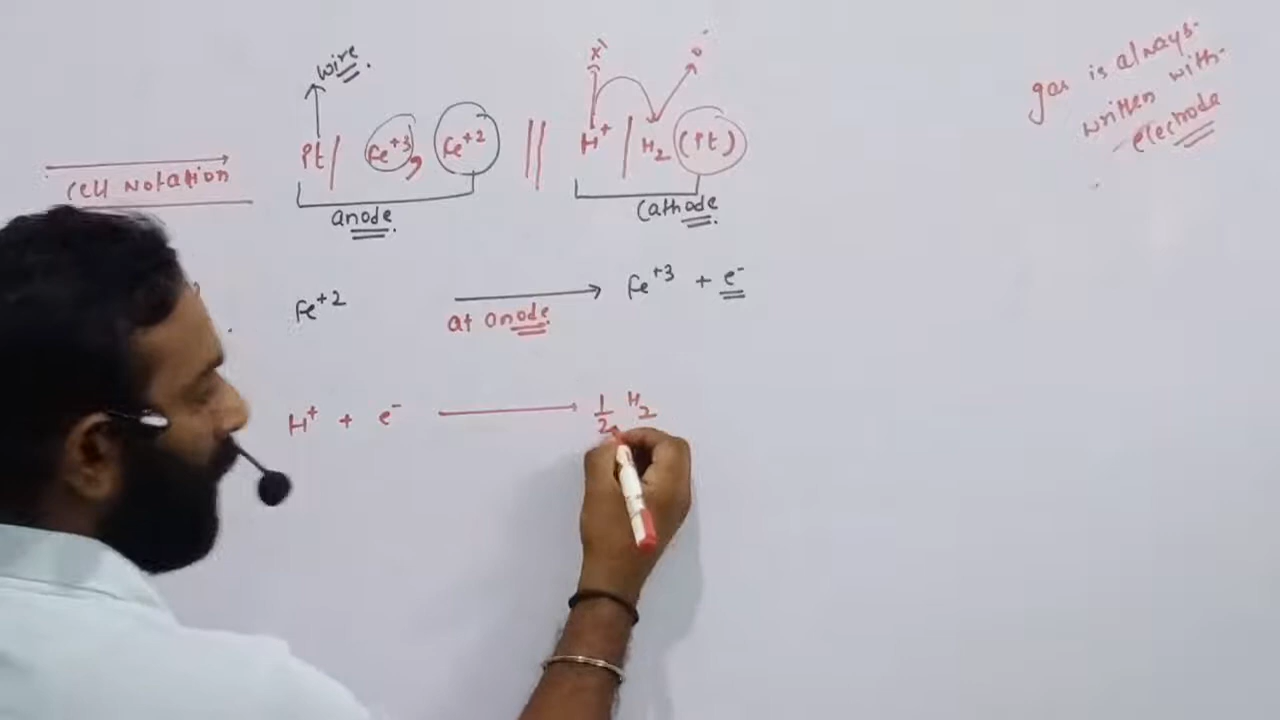 wire.
x' 0'
Pt/ Fe⁺³, Fe⁺² || H⁺/H₂ (Pt)
Cell Notation
anode.
Cathode.
gas is always
written with
electrode
Fe⁺² → Fe⁺³ + e⁻
at anode.
H⁺ + e⁻ → 1/2 H₂